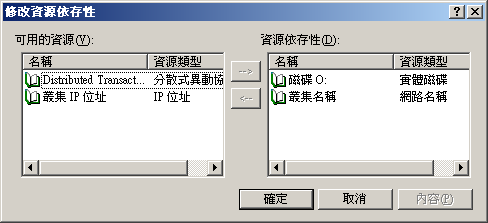 修改資源依存性
可用的資源(V):
名稱 資源類型
Distributed Transact... 分散式異動協
叢集 IP 位址 IP 位址
-->
<--
資源依存性(D):
名稱 資源類型
磁碟 O: 實體磁碟
叢集名稱 網路名稱
確定 取消 內容(P)